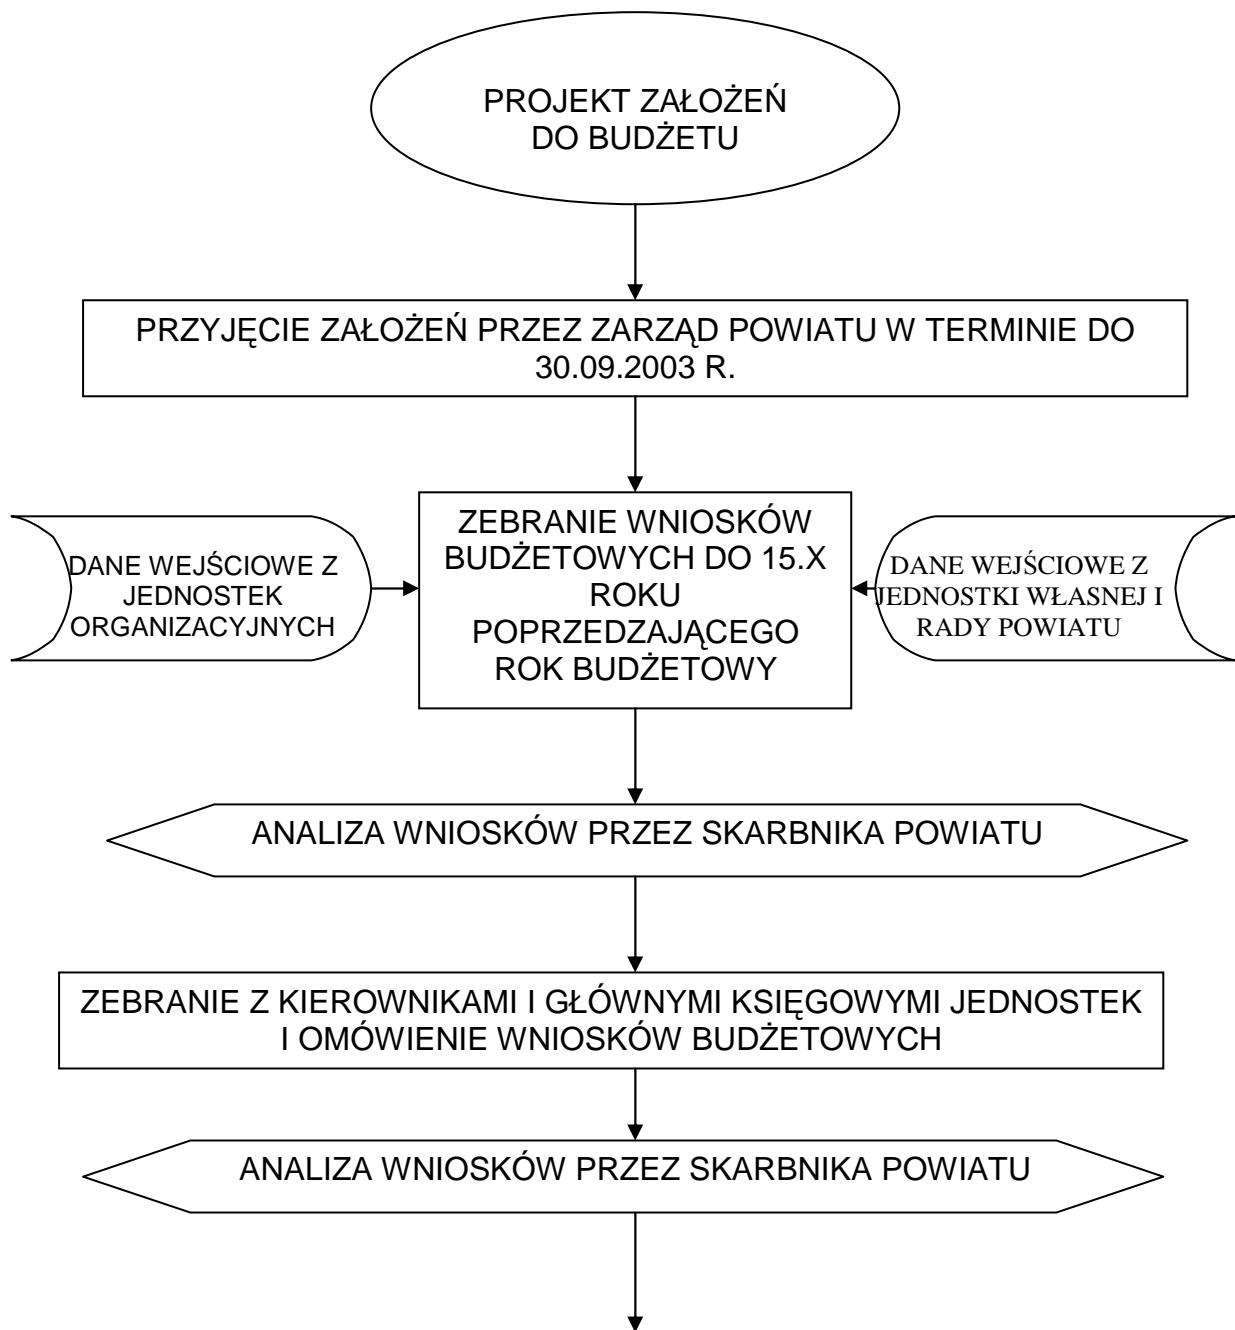 PROJEKT ZAŁOŻEŃ
DO BUDŻETU
PRZYJĘCIE ZAŁOŻEŃ PRZEZ ZARZĄD POWIATU W TERMINIE DO
30.09.2003 R.
DANE WEJŚCIOWE Z
JEDNOSTEK
ORGANIZACYJNYCH
ZEBRANIE WNIOSKÓW
BUDŻETOWYCH DO 15.X
ROKU
POPRZEDZAJĄCEGO
ROK BUDŻETOWY
DANE WEJŚCIOWE Z
JEDNOSTKI WŁASNEJ I
RADY POWIATU
ANALIZA WNIOSKÓW PRZEZ SKARBNIKA POWIATU
ZEBRANIE Z KIEROWNIKAMI I GŁÓWNYMI KSIĘGOWYMI JEDNOSTEK
I OMÓWIENIE WNIOSKÓW BUDŻETOWYCH
ANALIZA WNIOSKÓW PRZEZ SKARBNIKA POWIATU